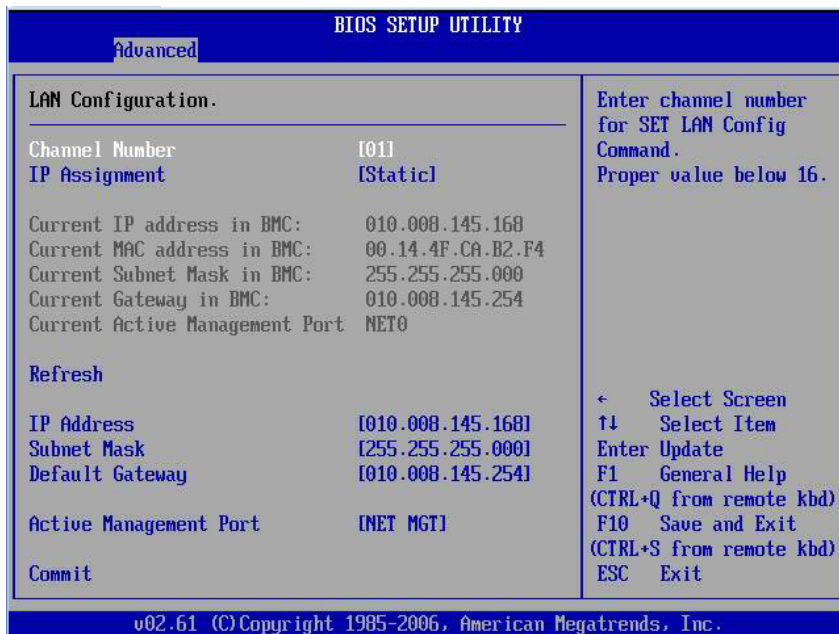 BIOS SETUP UTILITY
Advanced
LAN Configuration.
Channel Number [01]
IP Assignment [Static]
Current IP address in BMC: 010.008.145.168
Current MAC address in BMC: 00.14.4F.CA.B2.F4
Current Subnet Mask in BMC: 255.255.255.000
Current Gateway in BMC: 010.008.145.254
Current Active Management Port NET0
Refresh
IP Address [010.008.145.168]
Subnet Mask [255.255.255.000]
Default Gateway [010.008.145.254]
Active Management Port [NET MGT]
Commit
Enter channel number
for SET LAN Config
Command.
Proper value below 16.
← Select Screen
↑↓ Select Item
Enter Update
F1 General Help
(CTRL+Q from remote kbd)
F10 Save and Exit
(CTRL+S from remote kbd)
ESC Exit
v02.61 (C)Copyright 1985-2006, American Megatrends, Inc.